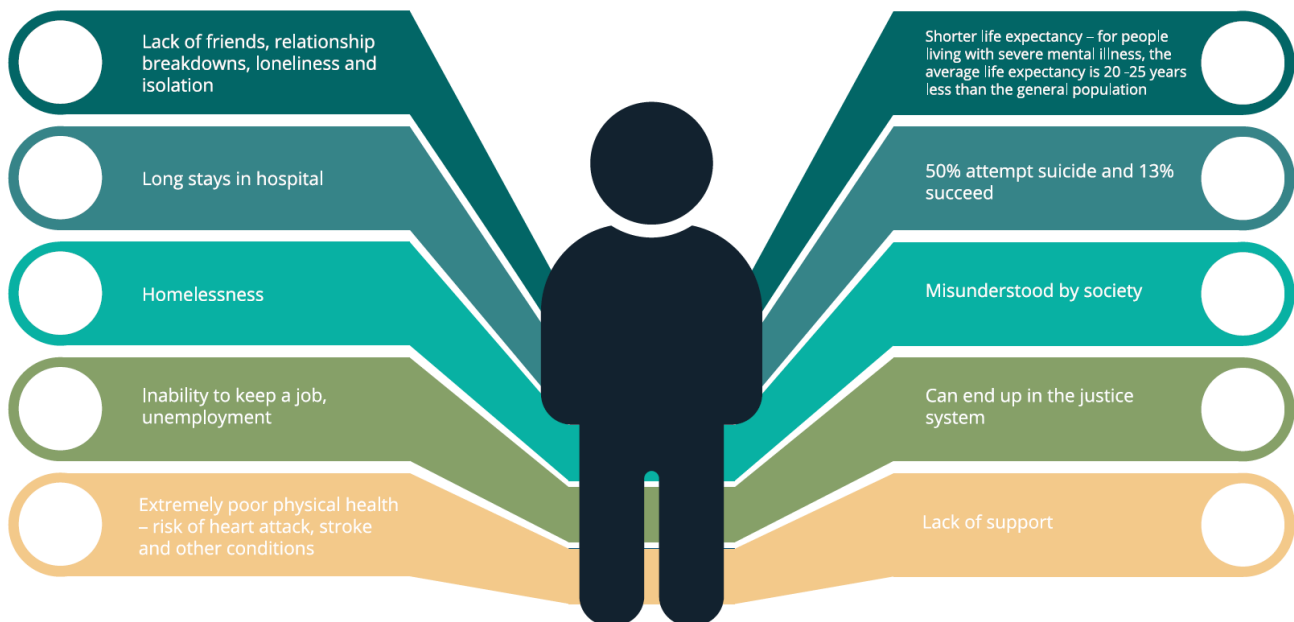 Lack of friends, relationship
breakdowns, loneliness and
isolation
Long stays in hospital
Homelessness
Inability to keep a job,
unemployment
Extremely poor physical health
– risk of heart attack, stroke
and other conditions
Shorter life expectancy – for people
living with severe mental illness, the
average life expectancy is 20 -25 years
less than the general population
50% attempt suicide and 13%
succeed
Misunderstood by society
Can end up in the justice
system
Lack of support